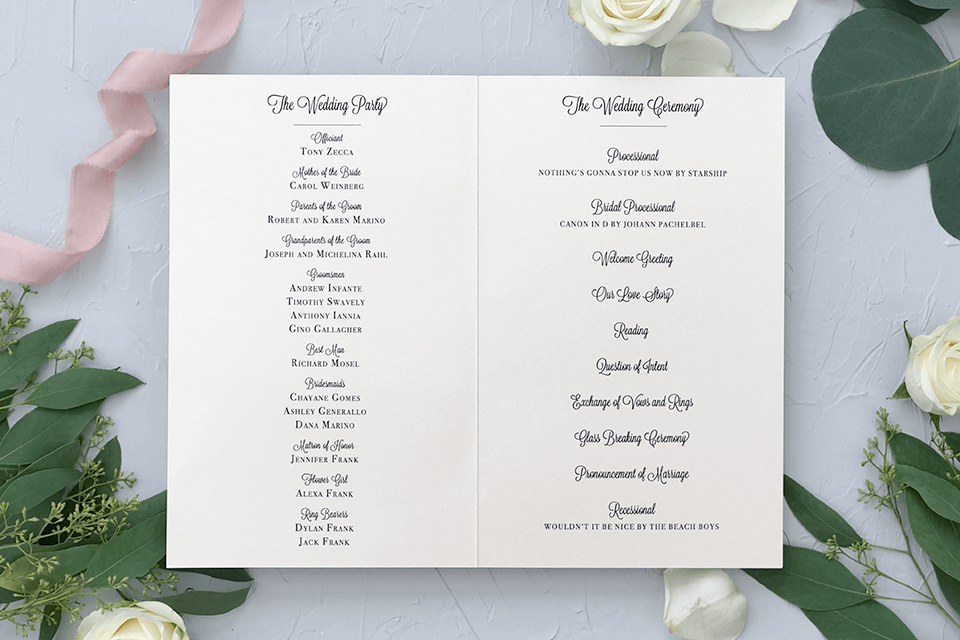 The Wedding Party
Officiant
Tony Zecca
Mother of the Bride
Carol Weinberg
Parents of the Groom
Robert and Karen Marino
Grandparents of the Groom
Joseph and Michelina Rahl
Groomsmen
Andrew Infante
Timothy Swavely
Anthony Iannia
Gino Gallagher
Best Man
Richard Mosel
Bridesmaids
Chayane Gomes
Ashley Generallo
Dana Marino
Matron of Honor
Jennifer Frank
Flower Girl
Alexa Frank
Ring Bearers
Dylan Frank
Jack Frank
The Wedding Ceremony
Processional
NOTHING'S GONNA STOP US NOW BY STARSHIP
Bridal Processional
CANON IN D BY JOHANN PACHELBEL
Welcome Greeting
Our Love Story
Reading
Question of Intent
Exchange of Vows and Rings
Glass Breaking Ceremony
Pronouncement of Marriage
Recessional
WOULDN'T IT BE NICE BY THE BEACH BOYS